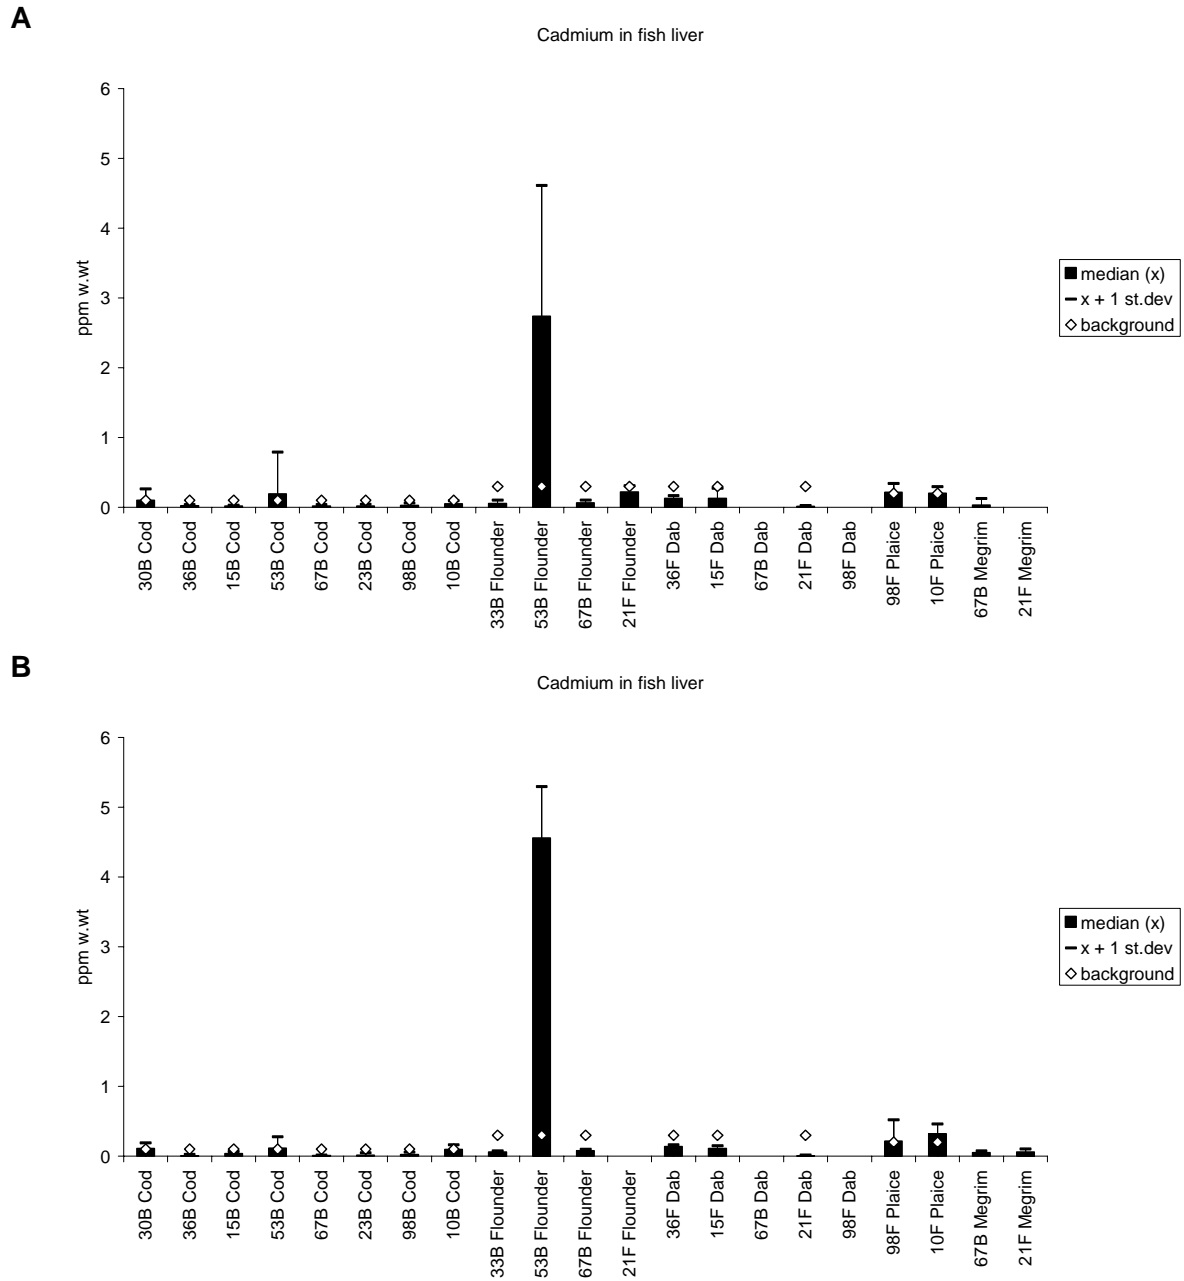 A
Cadmium in fish liver
6
5
4
3
2
1
0
ppm w.wt
30B Cod
36B Cod
15B Cod
53B Cod
67B Cod
23B Cod
98B Cod
10B Cod
33B Flounder
53B Flounder
67B Flounder
21F Flounder
36F Dab
15F Dab
67B Dab
21F Dab
98F Dab
98F Plaice
10F Plaice
67B Megrim
21F Megrim
median (x)
x + 1 st.dev
background
B
Cadmium in fish liver
6
5
4
3
2
1
0
ppm w.wt
30B Cod
36B Cod
15B Cod
53B Cod
67B Cod
23B Cod
98B Cod
10B Cod
33B Flounder
53B Flounder
67B Flounder
21F Flounder
36F Dab
15F Dab
67B Dab
21F Dab
98F Dab
98F Plaice
10F Plaice
67B Megrim
21F Megrim
median (x)
x + 1 st.dev
background